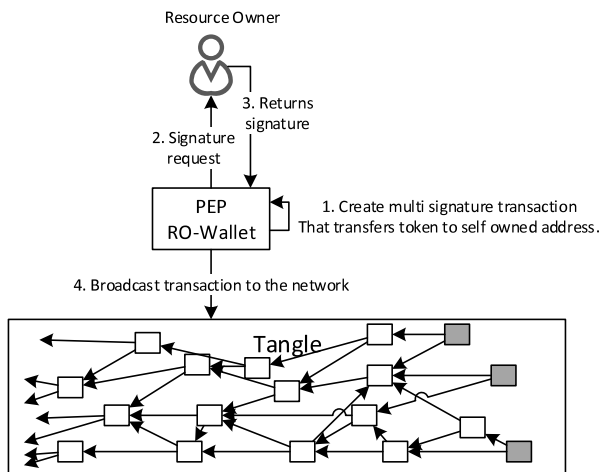 Resource Owner
3. Returns
signature
2. Signature
request
PEP
RO-Wallet
1. Create multi signature transaction
That transfers token to self owned address.
4. Broadcast transaction to the network
Tangle